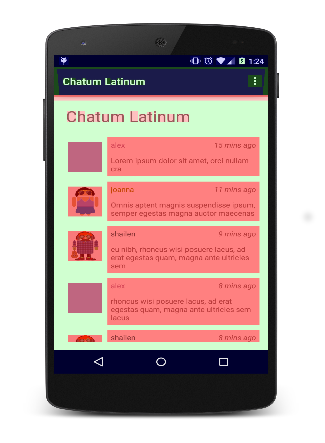 1:24
Chatum Latinum
Chatum Latinum
alex 15 mins ago
Lorem ipsum dolor sit amet, orci nullam
cra
joanna 11 mins ago
Omnis aptent magnis suspendisse ipsum,
semper egestas magna auctor maecenas
shailen 9 mins ago
eu nibh, rhoncus wisi posuere lacus, ad
erat egestas quam, magna ante ultricies
sem
alex 8 mins ago
rhoncus wisi posuere lacus, ad erat
egestas quam, magna ante ultricies sem
lacus
shailen 8 mins ago